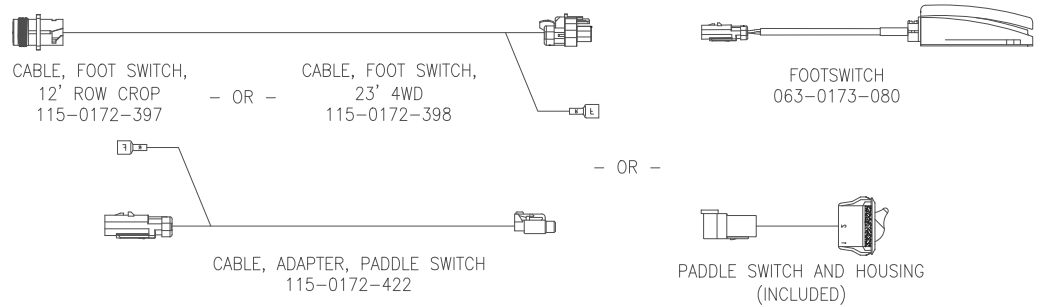 CABLE, FOOT SWITCH,
12' ROW CROP
115-0172-397
- OR -
CABLE, FOOT SWITCH,
23' 4WD
115-0172-398
FOOTSWITCH
063-0173-080
- OR -
CABLE, ADAPTER, PADDLE SWITCH
115-0172-422
PADDLE SWITCH AND HOUSING
(INCLUDED)